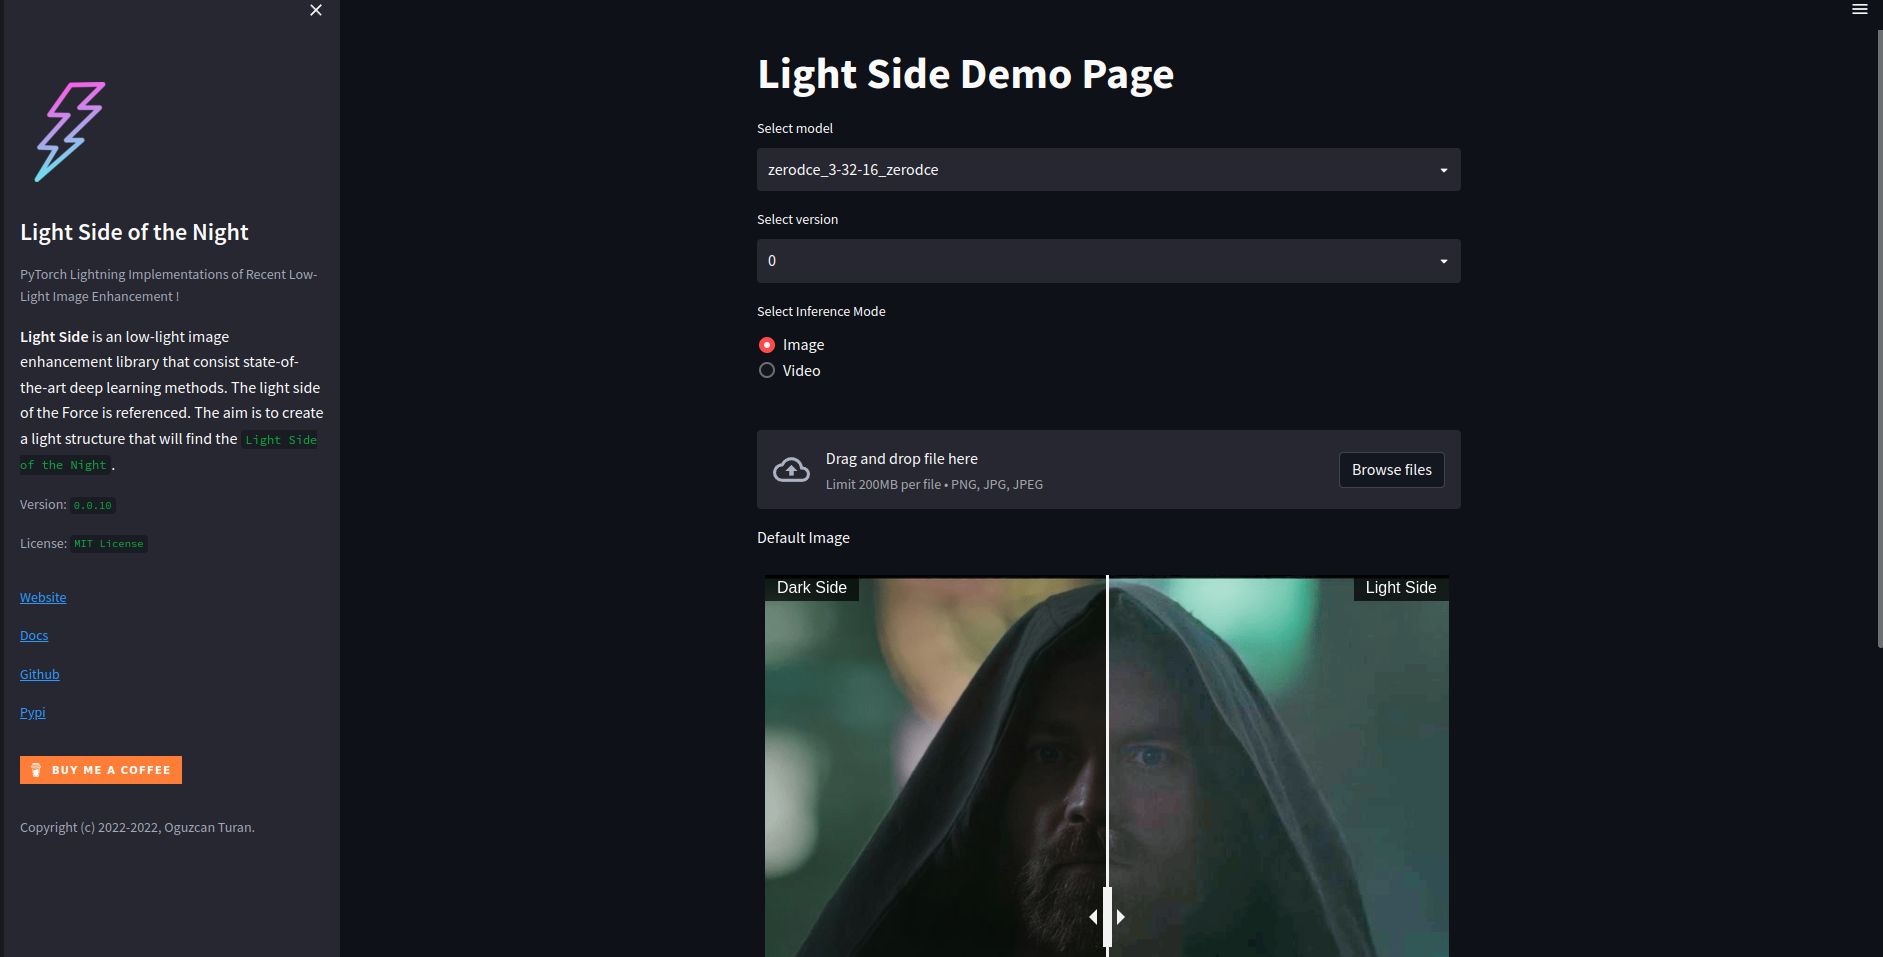 Light Side of the Night
PyTorch Lightning Implementations of Recent Low-
Light Image Enhancement !
Light Side is an low-light image
enhancement library that consist state-of-
the-art deep learning methods. The light side
of the Force is referenced. The aim is to create
a light structure that will find the Light Side
of the Night .
Version: 0.0.10
License: MIT License
Website
Docs
Github
Pypi
BUY ME A COFFEE
Copyright (c) 2022-2022, Oguzcan Turan.
Light Side Demo Page
Select model
zerodce_3-32-16_zerodce
Select version
0
Select Inference Mode
Image
Video
Drag and drop file here
Limit 200MB per file • PNG, JPG, JPEG
Browse files
Default Image
Dark Side
Light Side